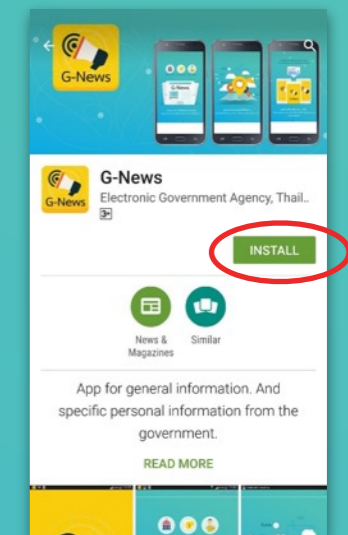 G-News
G-News
G-News
G-News
Electronic Government Agency, Thail..
3+
INSTALL
News &
Magazines
Similar
App for general information. And
specific personal information from the
government.
READ MORE